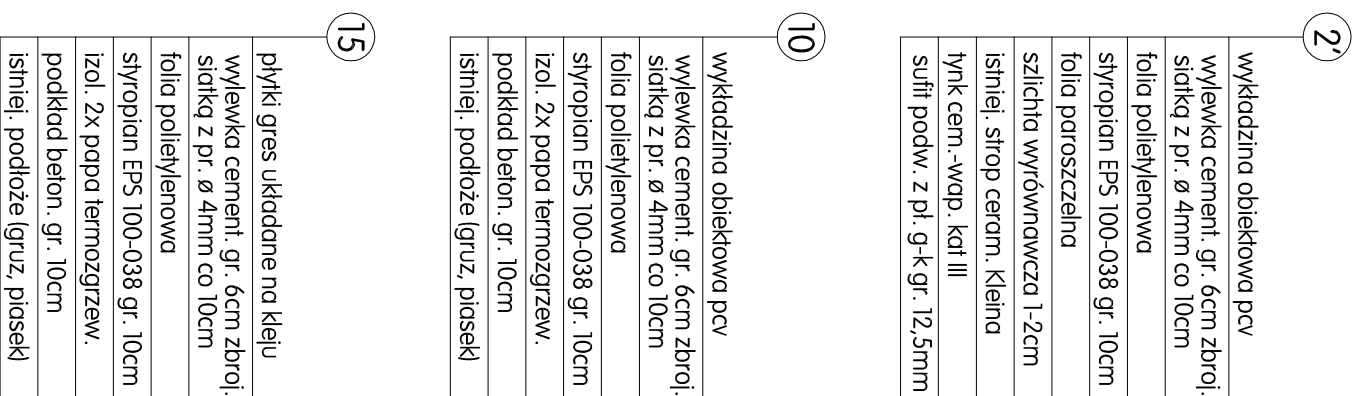 2'
wykładzina obiektowa pcv
wylewka cement. gr. 6cm zbroj.
siatką z pr. ø 4mm co 10cm
folia polietylenowa
styropian EPS 100-038 gr. 10cm
folia paroszczelna
szlichta wyrównawcza 1-2cm
istniej. strop ceram. Kleina
tynk cem.-wap. kat III
sufit podw. z pł. g-k gr. 12,5mm
10
wykładzina obiektowa pcv
wylewka cement. gr. 6cm zbroj.
siatką z pr. ø 4mm co 10cm
folia polietylenowa
styropian EPS 100-038 gr. 10cm
izol. 2x papa termozgrzew.
podkład beton. gr. 10cm
istniej. podłoże (gruz, piasek)
15
płytki gres układane na kleju
wylewka cement. gr. 6cm zbroj.
siatką z pr. ø 4mm co 10cm
folia polietylenowa
styropian EPS 100-038 gr. 10cm
izol. 2x papa termozgrzew.
podkład beton. gr. 10cm
istniej. podłoże (gruz, piasek)